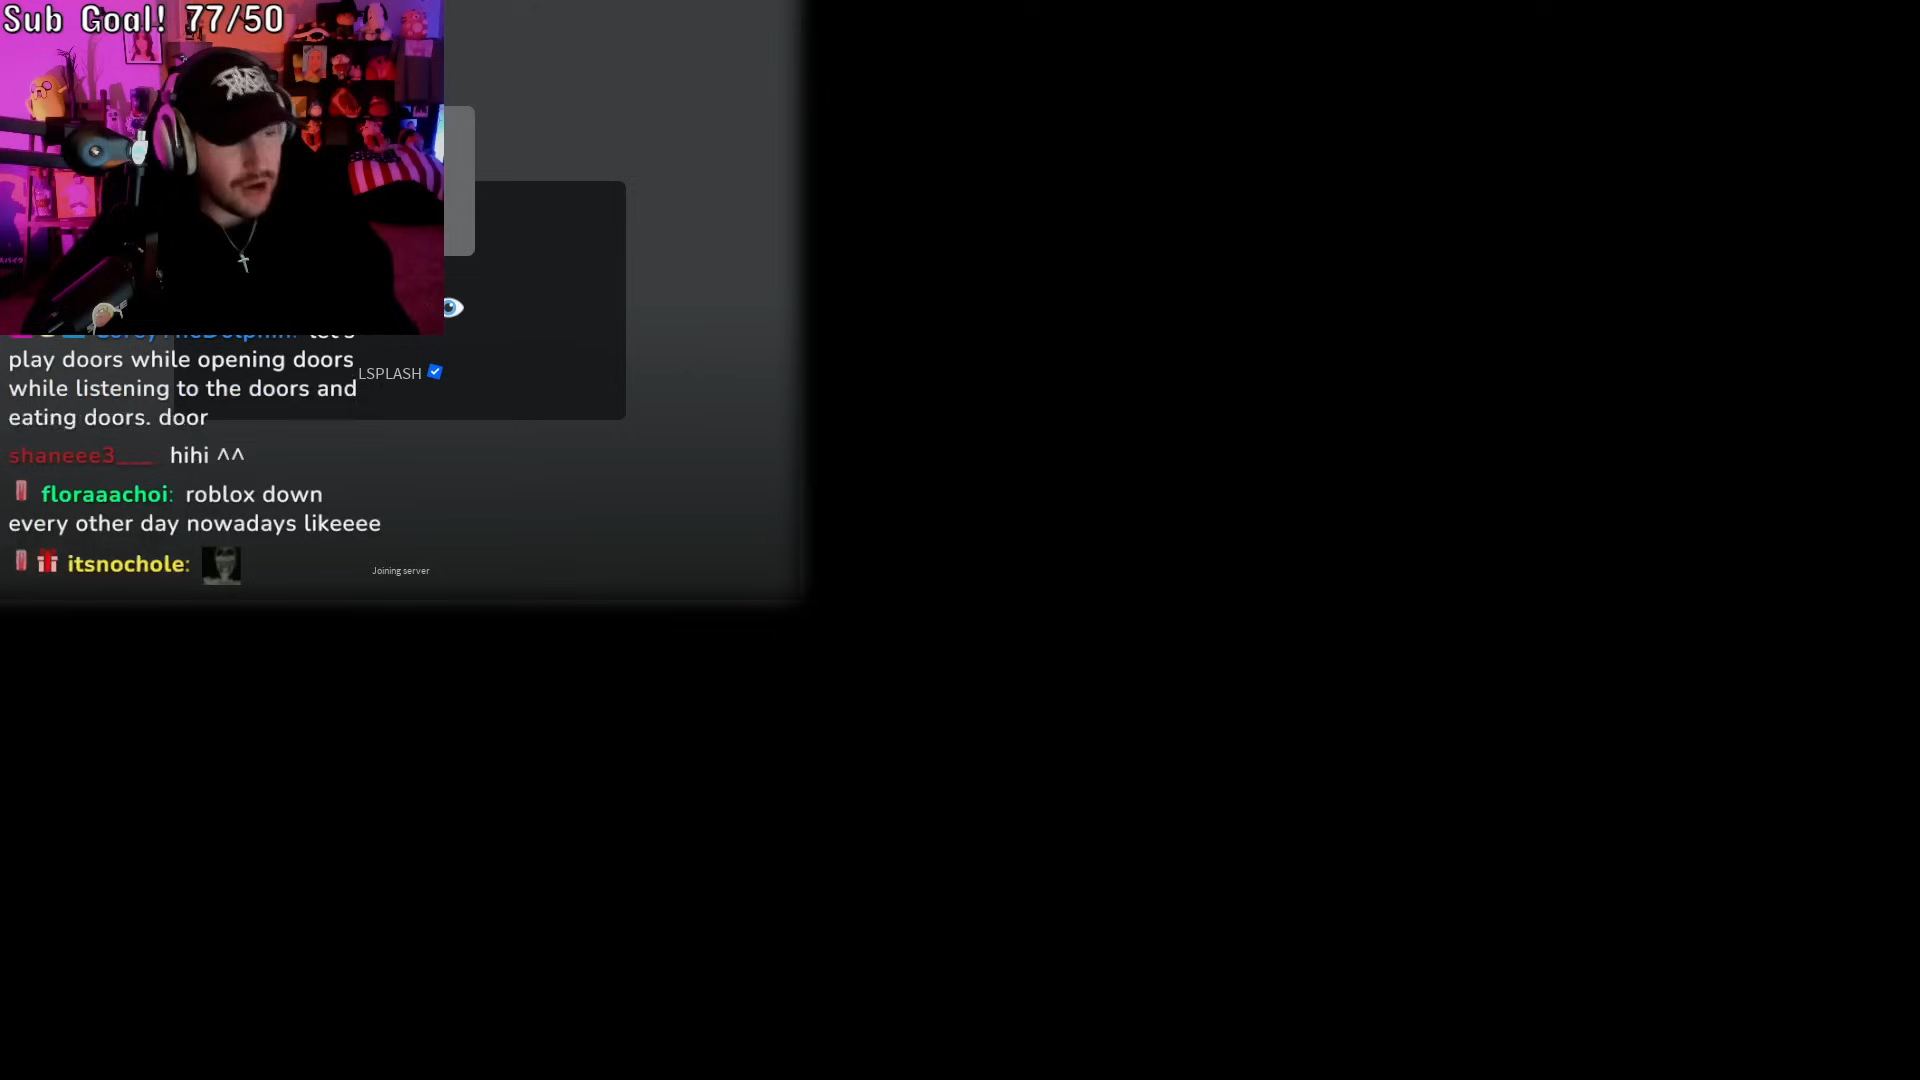 Sub Goal! 77/50
play doors while opening doors
while listening to the doors and
eating doors. door
LSPLASH
shaneee3___ hihi ^^
floraaachoi: roblox down
every other day nowadays likeeee
itsnochole:
Joining server